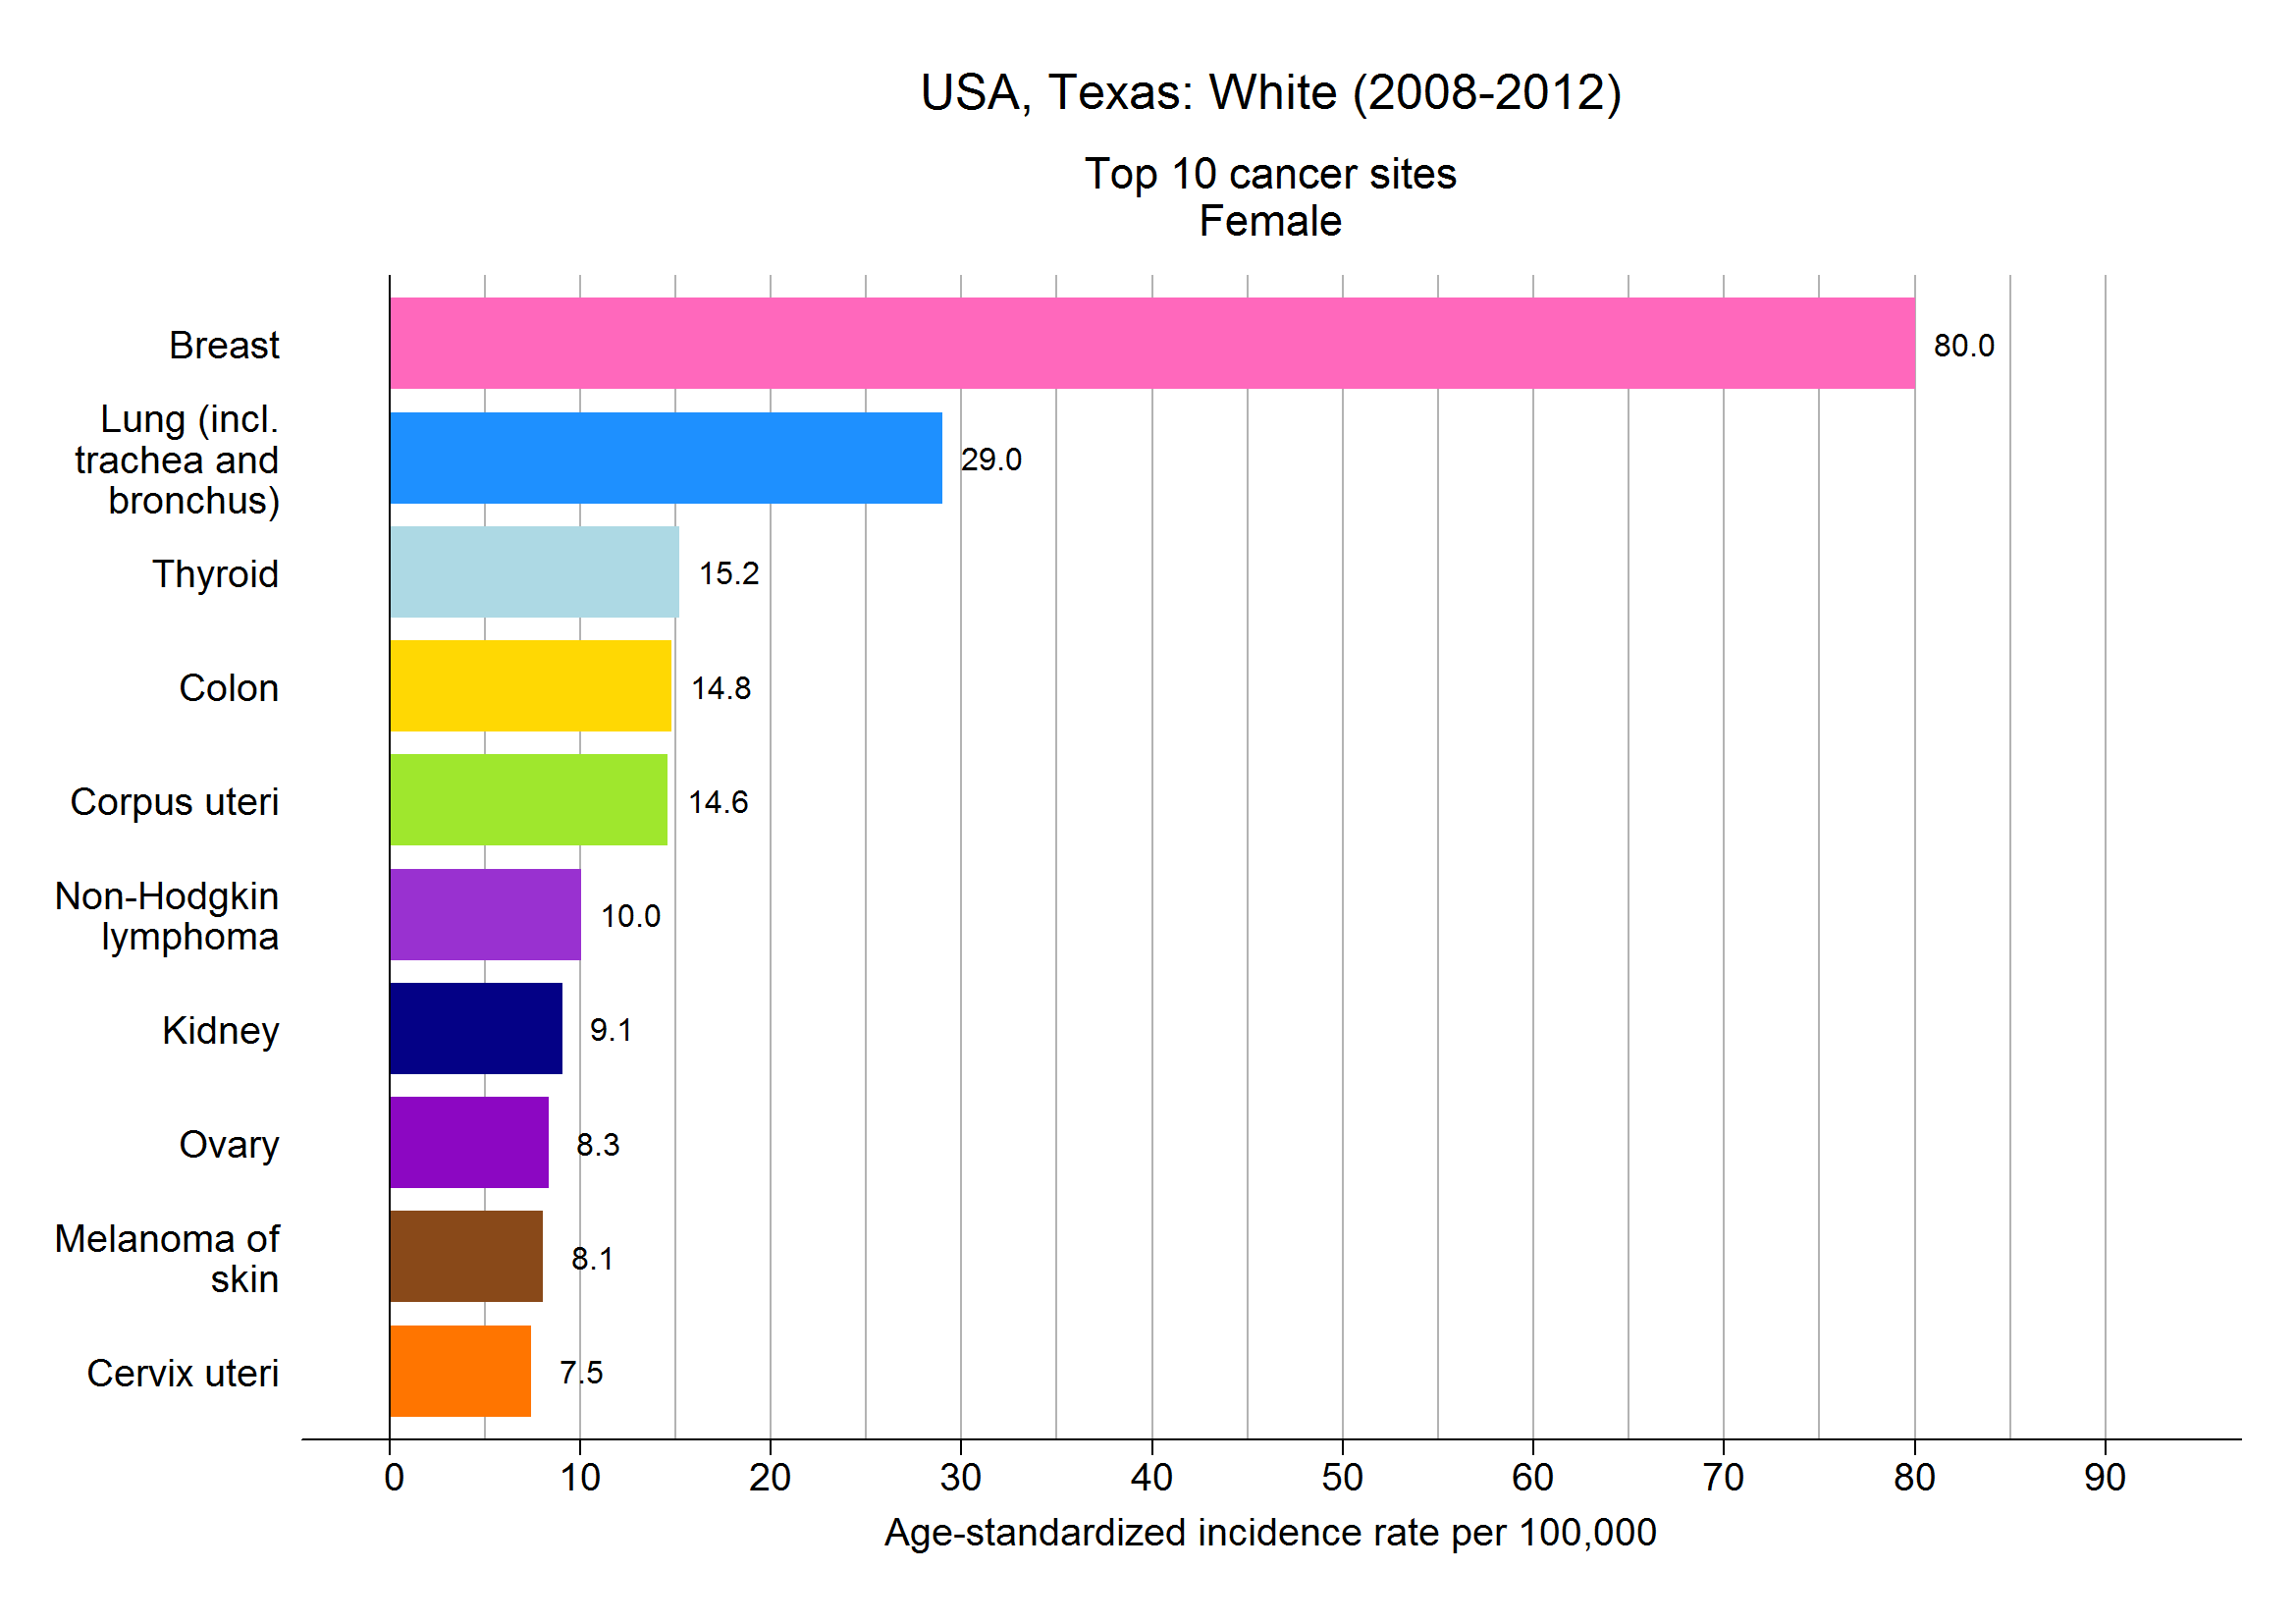 USA, Texas: White (2008-2012)
Top 10 cancer sites
Female
Breast
80.0
Lung (incl.
trachea and
bronchus)
29.0
Thyroid
15.2
Colon
14.8
Corpus uteri
14.6
Non-Hodgkin
lymphoma
10.0
Kidney
9.1
Ovary
8.3
Melanoma of
skin
8.1
Cervix uteri
7.5
0 10 20 30 40 50 60 70 80 90
Age-standardized incidence rate per 100,000